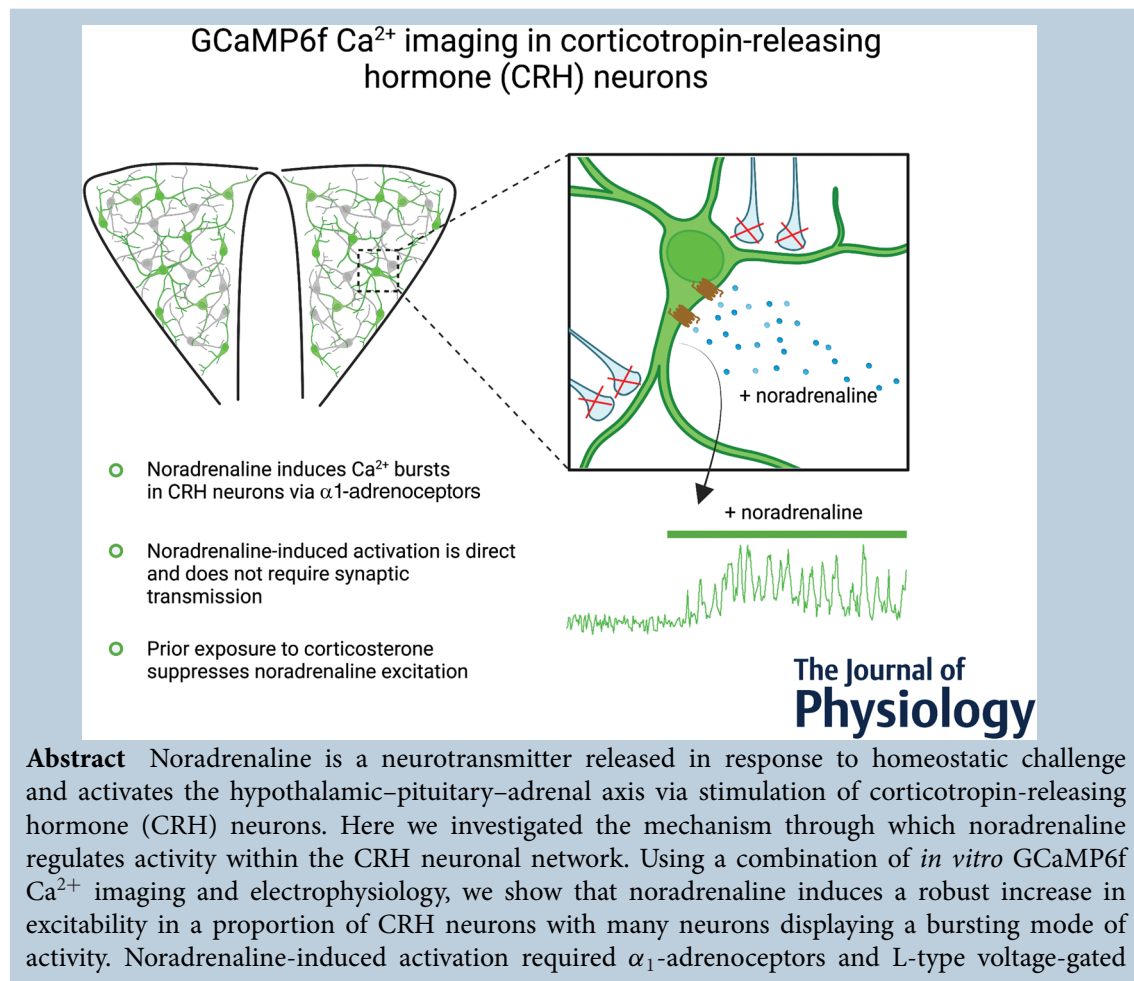 GCaMP6f Ca²⁺ imaging in corticotropin-releasing
hormone (CRH) neurons
+ noradrenaline
Noradrenaline induces Ca²⁺ bursts
in CRH neurons via α1-adrenoceptors
+ noradrenaline
Noradrenaline-induced activation is direct
and does not require synaptic
transmission
Prior exposure to corticosterone
suppresses noradrenaline excitation
The Journal of
Physiology
Abstract Noradrenaline is a neurotransmitter released in response to homeostatic challenge
and activates the hypothalamic–pituitary–adrenal axis via stimulation of corticotropin-releasing
hormone (CRH) neurons. Here we investigated the mechanism through which noradrenaline
regulates activity within the CRH neuronal network. Using a combination of in vitro GCaMP6f
Ca²⁺ imaging and electrophysiology, we show that noradrenaline induces a robust increase in
excitability in a proportion of CRH neurons with many neurons displaying a bursting mode of
activity. Noradrenaline-induced activation required α₁-adrenoceptors and L-type voltage-gated